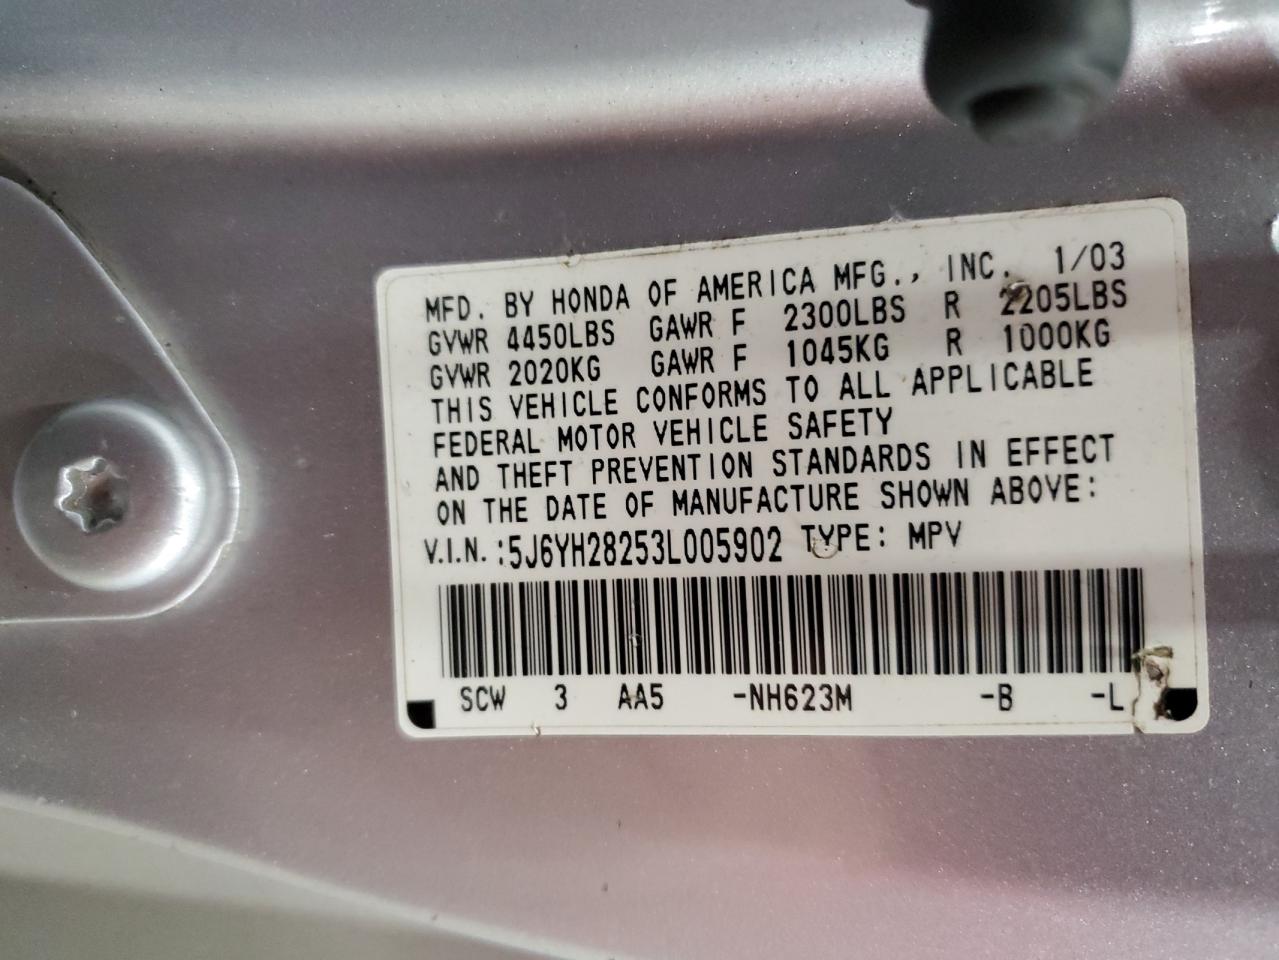 MFD. BY HONDA OF AMERICA MFG., INC. 1/03
GVWR 4450LBS GAWR F 2300LBS R 2205LBS
GVWR 2020KG GAWR F 1045KG R 1000KG
THIS VEHICLE CONFORMS TO ALL APPLICABLE
FEDERAL MOTOR VEHICLE SAFETY
AND THEFT PREVENTION STANDARDS IN EFFECT
ON THE DATE OF MANUFACTURE SHOWN ABOVE:
V.I.N.:5J6YH28253L005902 TYPE: MPV
SCW 3 AA5 -NH623M -B -L